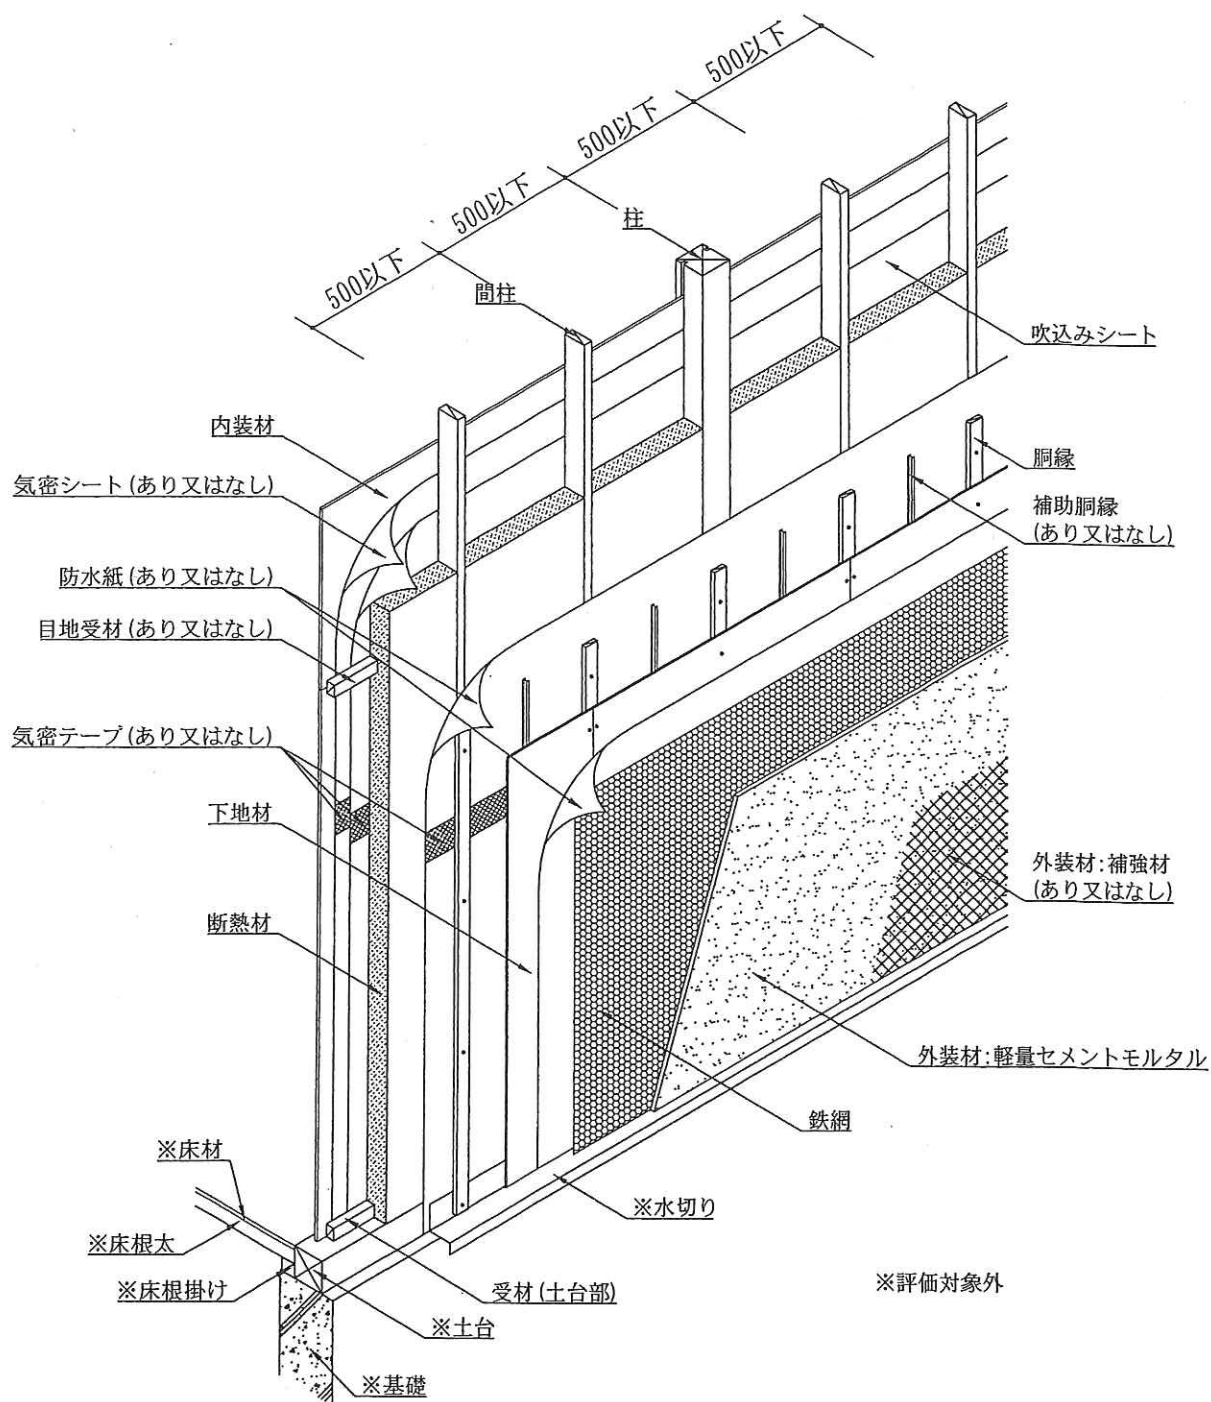 500以下
500以下
500以下
500以下
柱
間柱
吹込みシート
内装材
気密シート(あり又はなし)
胴縁
補助胴縁
(あり又はなし)
防水紙(あり又はなし)
目地受材(あり又はなし)
気密テープ(あり又はなし)
下地材
外装材:補強材
(あり又はなし)
断熱材
外装材:軽量セメントモルタル
鉄網
※床材
※水切り
※床根太
※床根掛け
受材(土台部)
※評価対象外
※土台
※基礎